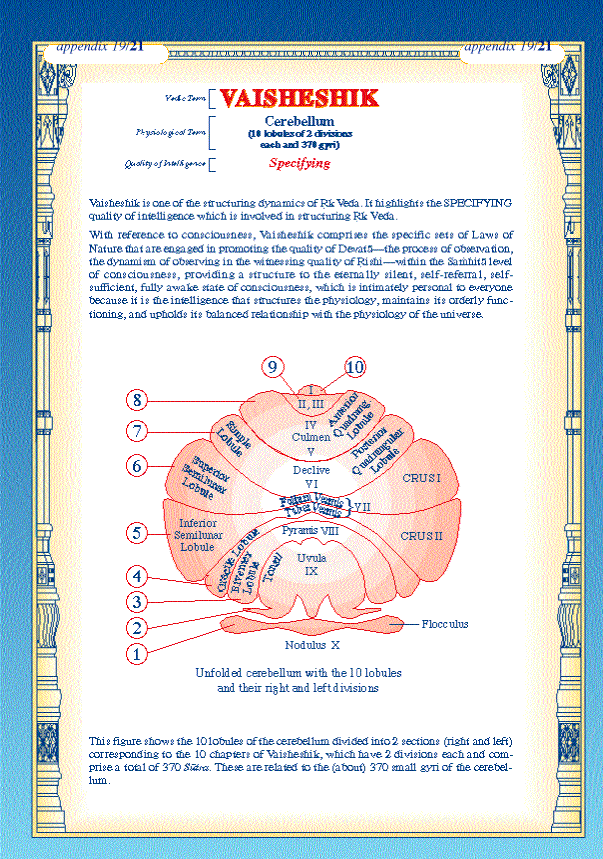 appendix 19/21
appendix 19/21
Vedic Term
VAISHESHIK
Physiological Term
Cerebellum
(10 lobules of 2 divisions
each and 370 gyri)
Quality of Intelligence
Specifying
Vaisheshik is one of the structuring dynamics of Ṛk Veda. It highlights the SPECIFYING
quality of intelligence which is involved in structuring Ṛk Veda.
With reference to consciousness, Vaisheshik comprises the specific sets of Laws of
Nature that are engaged in promoting the quality of Devatā—the process of observation,
the dynamism of observing in the witnessing quality of Rishi—within the Saṁhitā level
of consciousness, providing a structure to the eternally silent, self-referral, self-
sufficient, fully awake state of consciousness, which is intimately personal to everyone
because it is the intelligence that structures the physiology, maintains its orderly func-
tioning, and upholds its balanced relationship with the physiology of the universe.
9
10
I
8
II, III
7
IV
Culmen
V
Simple
Lobule
Anterior
Quadrang.
Lobule
Posterior
Quadrangular
Lobule
6
Superior
Semilunar
Lobule
Declive
VI
CRUS I
Folium Vermis
Tuber Vermis
VII
5
Inferior
Semilunar
Lobule
Pyramis VIII
CRUS II
Gracile Lobule
Biventer
Lobule
Tonsil
Uvula
IX
4
3
2
1
Flocculus
Nodulus X
Unfolded cerebellum with the 10 lobules
and their right and left divisions
This figure shows the 10 lobules of the cerebellum divided into 2 sections (right and left)
corresponding to the 10 chapters of Vaisheshik, which have 2 divisions each and com-
prise a total of 370 Sūtra. These are related to the (about) 370 small gyri of the cerebel-
lum.